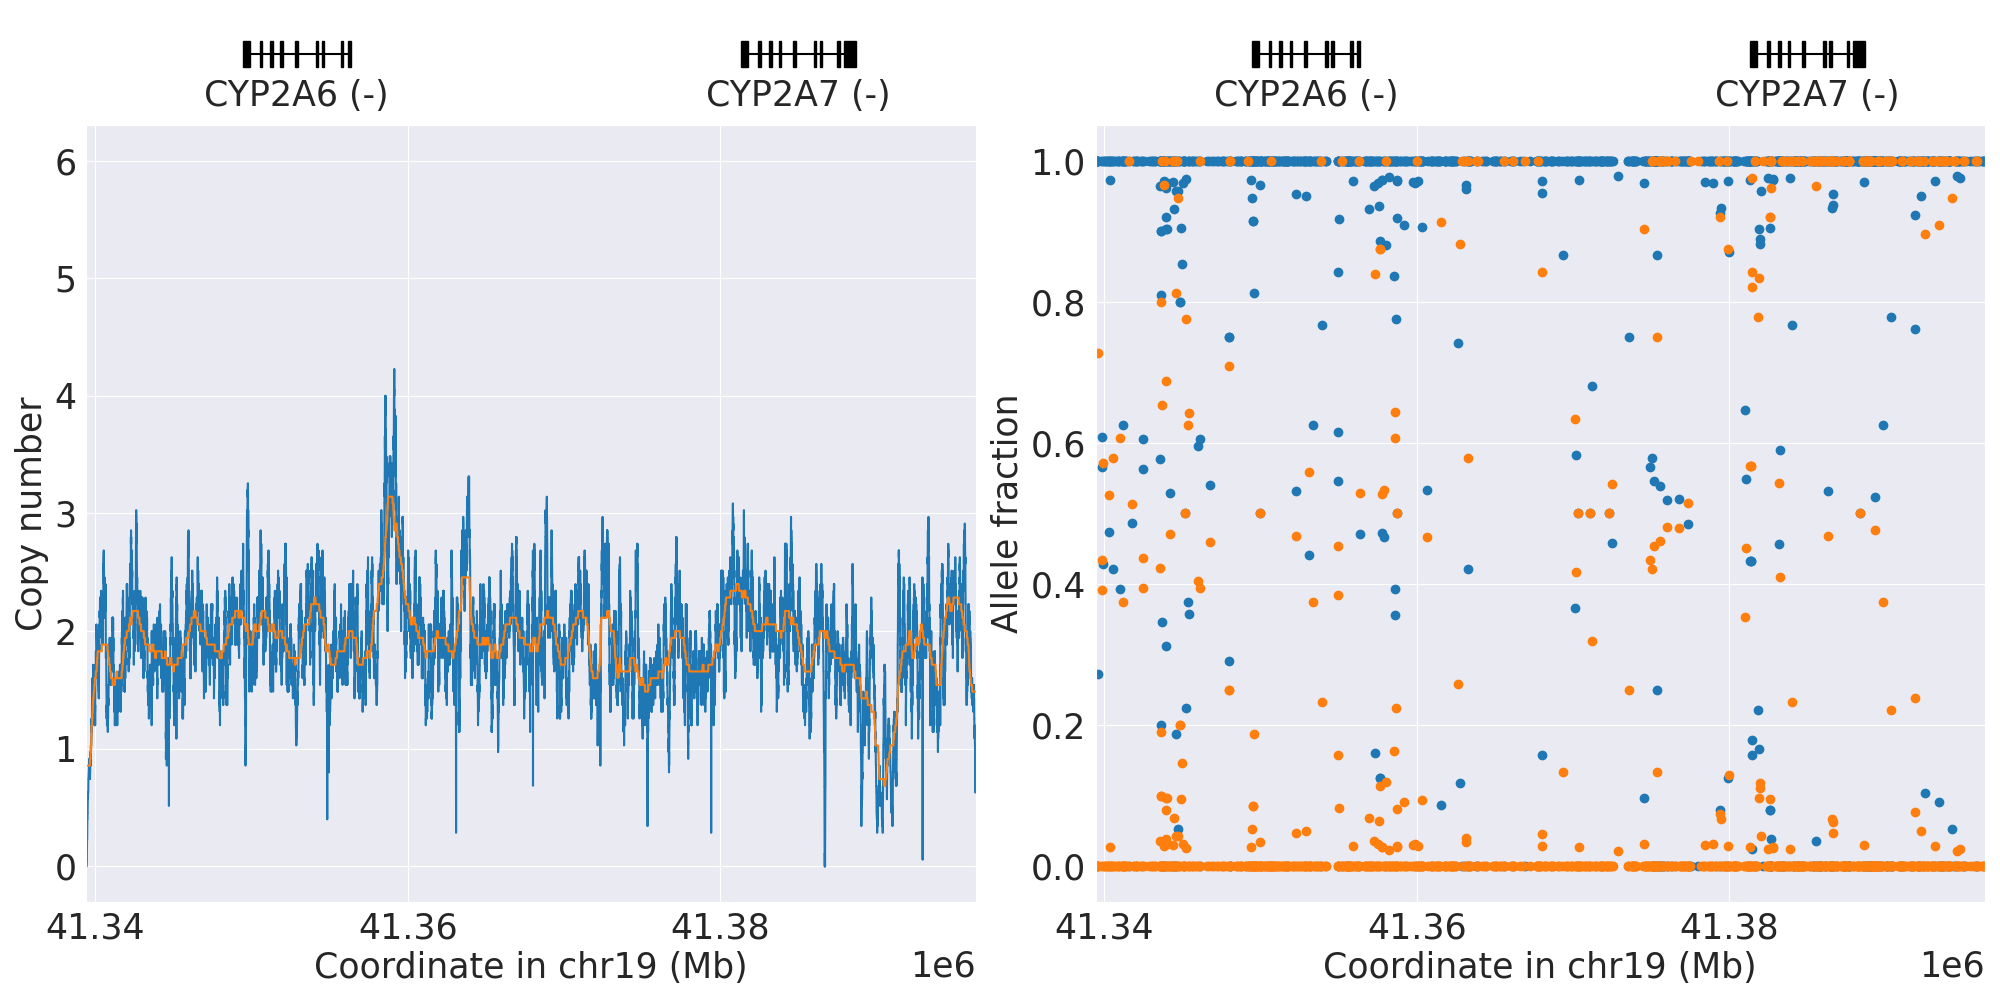 CYP2A6 (-) CYP2A7 (-) CYP2A6 (-) CYP2A7 (-)
6
5
4
3
2
1
0
Copy number
41.34 41.36 41.38
Coordinate in chr19 (Mb) 1e6
1.0
0.8
0.6
0.4
0.2
0.0
Allele fraction
41.34 41.36 41.38
Coordinate in chr19 (Mb) 1e6